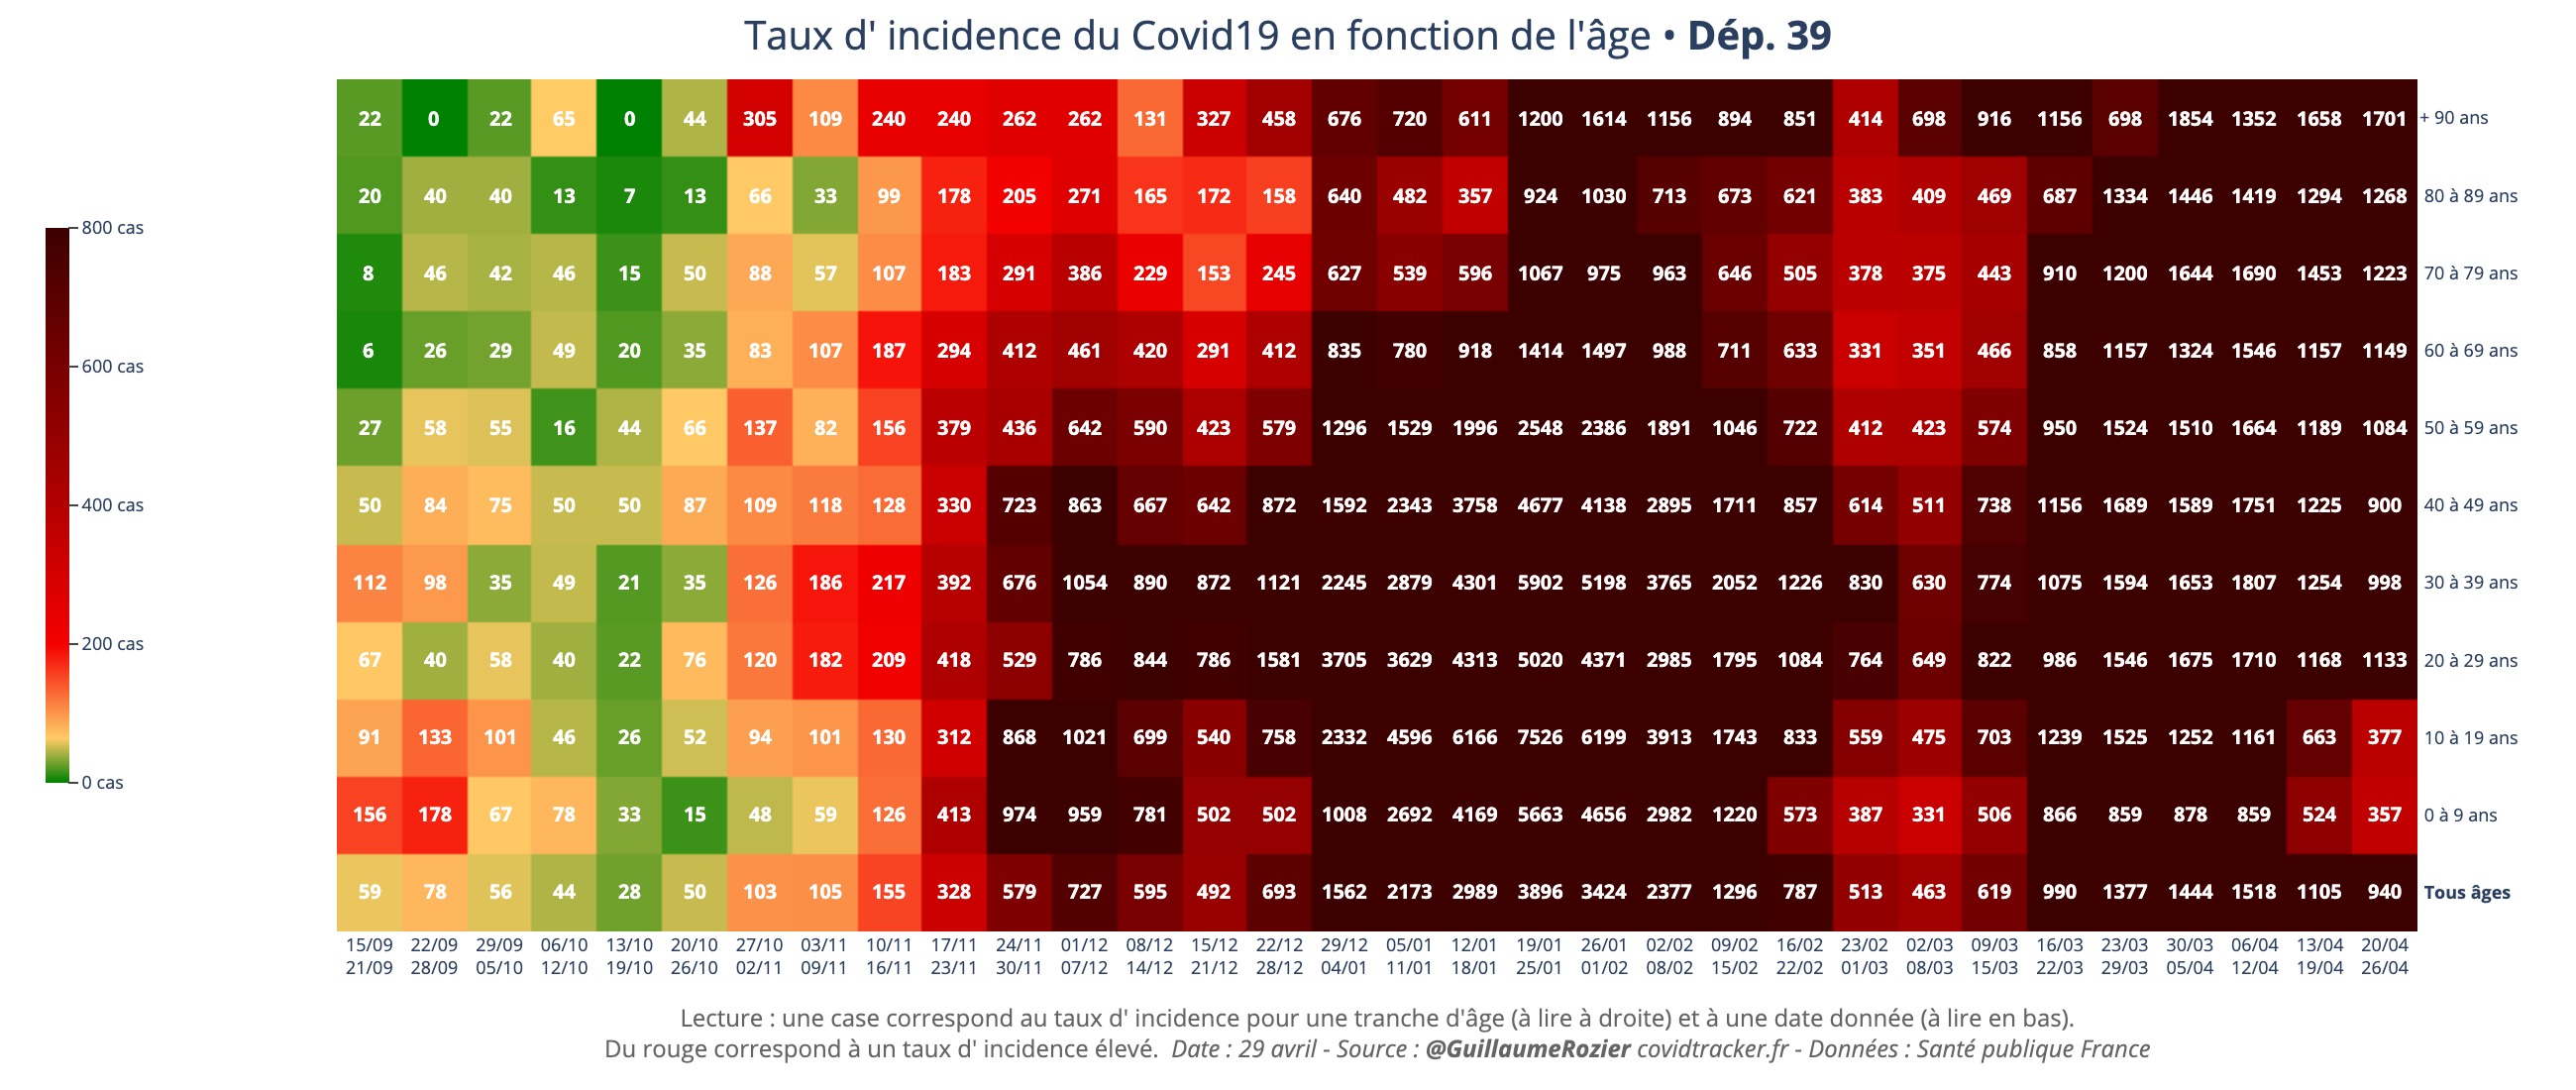 Taux d' incidence du Covid19 en fonction de l'âge • Dép. 39
800 cas
600 cas
400 cas
200 cas
0 cas
22 0 22 65 0 44 305 109 240 240 262 262 131 327 458 676 720 611 1200 1614 1156 894 851 414 698 916 1156 698 1854 1352 1658 1701 + 90 ans
20 40 40 13 7 13 66 33 99 178 205 271 165 172 158 640 482 357 924 1030 713 673 621 383 409 469 687 1334 1446 1419 1294 1268 80 à 89 ans
8 46 42 46 15 50 88 57 107 183 291 386 229 153 245 627 539 596 1067 975 963 646 505 378 375 443 910 1200 1644 1690 1453 1223 70 à 79 ans
6 26 29 49 20 35 83 107 187 294 412 461 420 291 412 835 780 918 1414 1497 988 711 633 331 351 466 858 1157 1324 1546 1157 1149 60 à 69 ans
27 58 55 16 44 66 137 82 156 379 436 642 590 423 579 1296 1529 1996 2548 2386 1891 1046 722 412 423 574 950 1524 1510 1664 1189 1084 50 à 59 ans
50 84 75 50 50 87 109 118 128 330 723 863 667 642 872 1592 2343 3758 4677 4138 2895 1711 857 614 511 738 1156 1689 1589 1751 1225 900 40 à 49 ans
112 98 35 49 21 35 126 186 217 392 676 1054 890 872 1121 2245 2879 4301 5902 5198 3765 2052 1226 830 630 774 1075 1594 1653 1807 1254 998 30 à 39 ans
67 40 58 40 22 76 120 182 209 418 529 786 844 786 1581 3705 3629 4313 5020 4371 2985 1795 1084 764 649 822 986 1546 1675 1710 1168 1133 20 à 29 ans
91 133 101 46 26 52 94 101 130 312 868 1021 699 540 758 2332 4596 6166 7526 6199 3913 1743 833 559 475 703 1239 1525 1252 1161 663 377 10 à 19 ans
156 178 67 78 33 15 48 59 126 413 974 959 781 502 502 1008 2692 4169 5663 4656 2982 1220 573 387 331 506 866 859 878 859 524 357 0 à 9 ans
59 78 56 44 28 50 103 105 155 328 579 727 595 492 693 1562 2173 2989 3896 3424 2377 1296 787 513 463 619 990 1377 1444 1518 1105 940 Tous âges
15/09 22/09 29/09 06/10 13/10 20/10 27/10 03/11 10/11 17/11 24/11 01/12 08/12 15/12 22/12 29/12 05/01 12/01 19/01 26/01 02/02 09/02 16/02 23/02 02/03 09/03 16/03 23/03 30/03 06/04 13/04 20/04
21/09 28/09 05/10 12/10 19/10 26/10 02/11 09/11 16/11 23/11 30/11 07/12 14/12 21/12 28/12 04/01 11/01 18/01 25/01 01/02 08/02 15/02 22/02 01/03 08/03 15/03 22/03 29/03 05/04 12/04 19/04 26/04
Lecture : une case correspond au taux d' incidence pour une tranche d'âge (à lire à droite) et à une date donnée (à lire en bas).
Du rouge correspond à un taux d' incidence élevé. Date : 29 avril - Source : @GuillaumeRozier covidtracker.fr - Données : Santé publique France